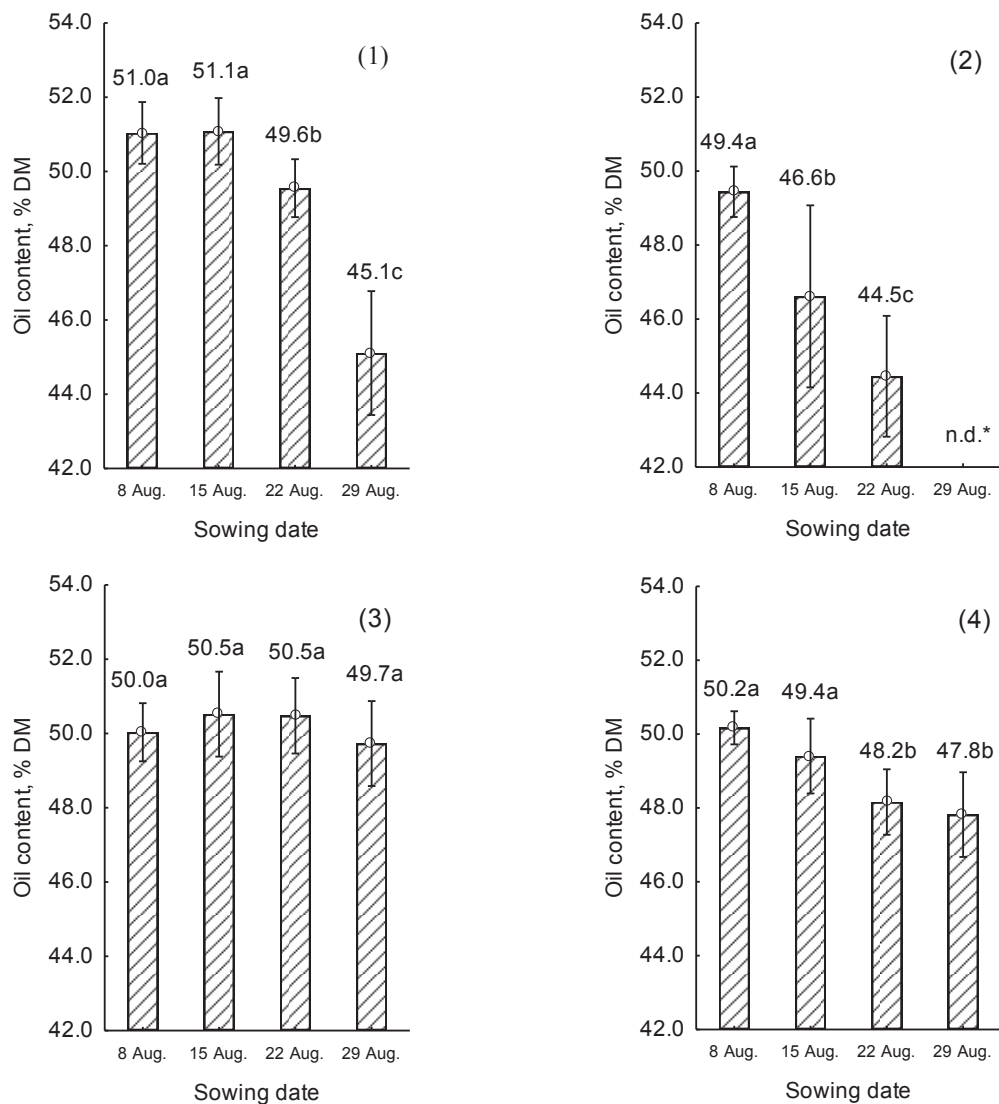 54.0
(1)
51.0a
51.1a
52.0
49.6b
50.0
48.0
45.1c
46.0
44.0
42.0
Oil content, % DM
8 Aug.
15 Aug.
22 Aug.
29 Aug.
Sowing date
54.0
(2)
52.0
49.4a
50.0
46.6b
48.0
44.5c
46.0
44.0
n.d.*
42.0
Oil content, % DM
8 Aug.
15 Aug.
22 Aug.
29 Aug.
Sowing date
54.0
(3)
50.0a
50.5a
50.5a
49.7a
52.0
50.0
48.0
46.0
44.0
42.0
Oil content, % DM
8 Aug.
15 Aug.
22 Aug.
29 Aug.
Sowing date
54.0
(4)
52.0
50.2a
49.4a
48.2b
47.8b
50.0
48.0
46.0
44.0
42.0
Oil content, % DM
8 Aug.
15 Aug.
22 Aug.
29 Aug.
Sowing date